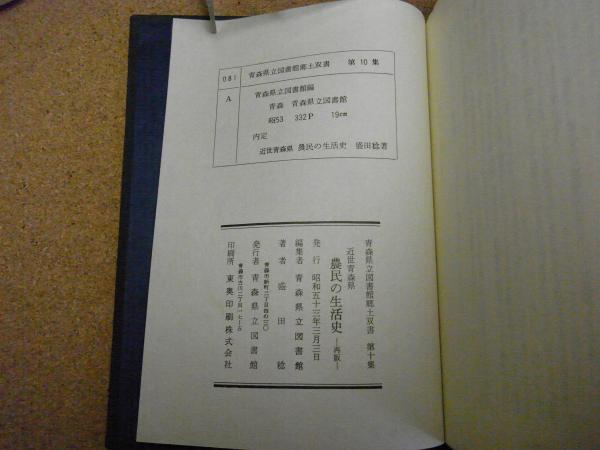 081 青森県立図書館郷土双書 第10集
A 青森県立図書館編
青森 青森県立図書館
昭53 332P 19cm
内定
近世青森県 農民の生活史 盛田稔著
青森県立図書館郷土双書 第十集
近世青森県
農民の生活史 ―再版―
発行 昭和五十三年三月三日
編集者 青森県立図書館
著者 盛田稔
発行者 青森県立図書館
印刷所 東奥印刷株式会社